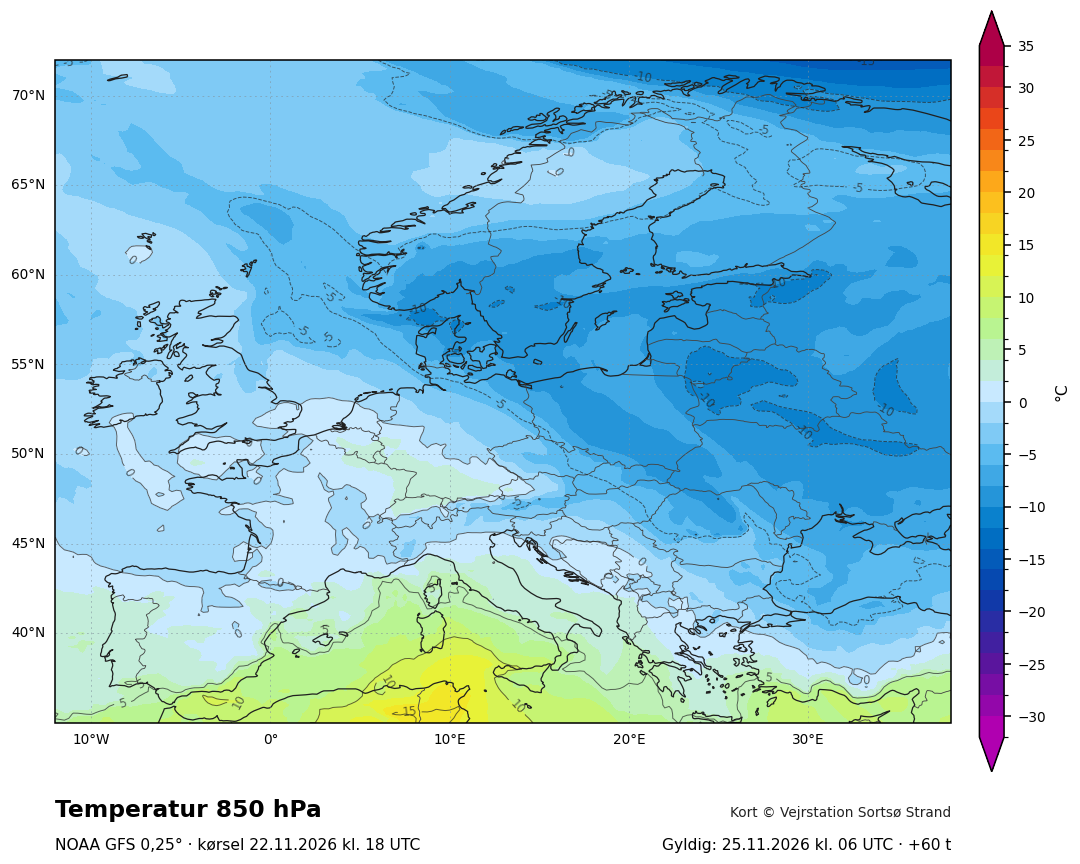 70°N
65°N
60°N
55°N
50°N
45°N
40°N
10°W
0°
10°E
20°E
30°E
35
30
25
20
15
10
5
0
−5
−10
−15
−20
−25
−30
°C
Temperatur 850 hPa
Kort © Vejrstation Sortsø Strand
NOAA GFS 0,25° · kørsel 22.11.2026 kl. 18 UTC
Gyldig: 25.11.2026 kl. 06 UTC · +60 t